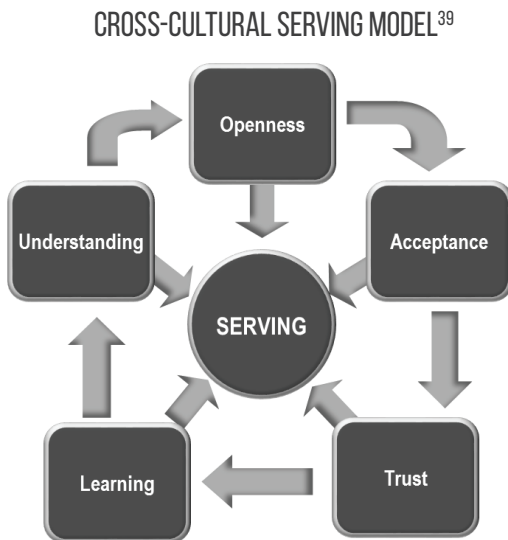 CROSS-CULTURAL SERVING MODEL³⁹
Openness
Understanding
Acceptance
SERVING
Learning
Trust